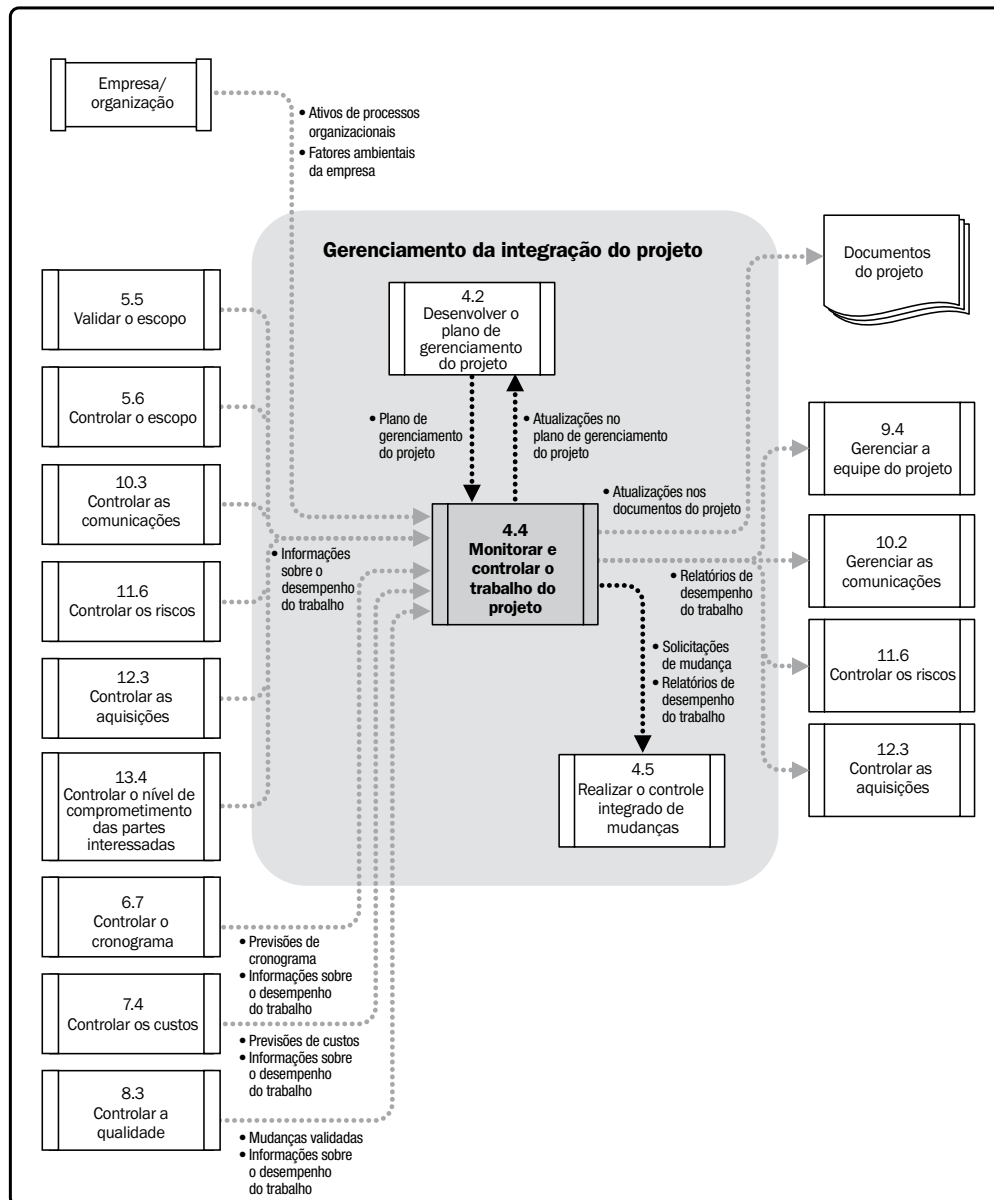 Empresa/
organização
• Ativos de processos
organizacionais
• Fatores ambientais
da empresa
Gerenciamento da integração do projeto
Documentos
do projeto
4.2
Desenvolver o
plano de
gerenciamento
do projeto
5.5
Validar o escopo
5.6
Controlar o escopo
10.3
Controlar as
comunicações
11.6
Controlar os riscos
12.3
Controlar as
aquisições
13.4
Controlar o nível de
comprometimento
das partes
interessadas
6.7
Controlar o
cronograma
7.4
Controlar os custos
8.3
Controlar a
qualidade
• Plano de
gerenciamento
do projeto
• Atualizações no
plano de gerenciamento
do projeto
• Atualizações nos
documentos do projeto
• Informações
sobre o
desempenho
do trabalho
4.4
Monitorar e
controlar o
trabalho do
projeto
• Relatórios de
desempenho
do trabalho
• Solicitações
de mudança
• Relatórios de
desempenho
do trabalho
4.5
Realizar o controle
integrado de
mudanças
9.4
Gerenciar a
equipe do projeto
10.2
Gerenciar as
comunicações
11.6
Controlar os riscos
12.3
Controlar as
aquisições
• Previsões de
cronograma
• Informações sobre
o desempenho
do trabalho
• Previsões de custos
• Informações sobre
o desempenho
do trabalho
• Mudanças validadas
• Informações sobre
o desempenho
do trabalho